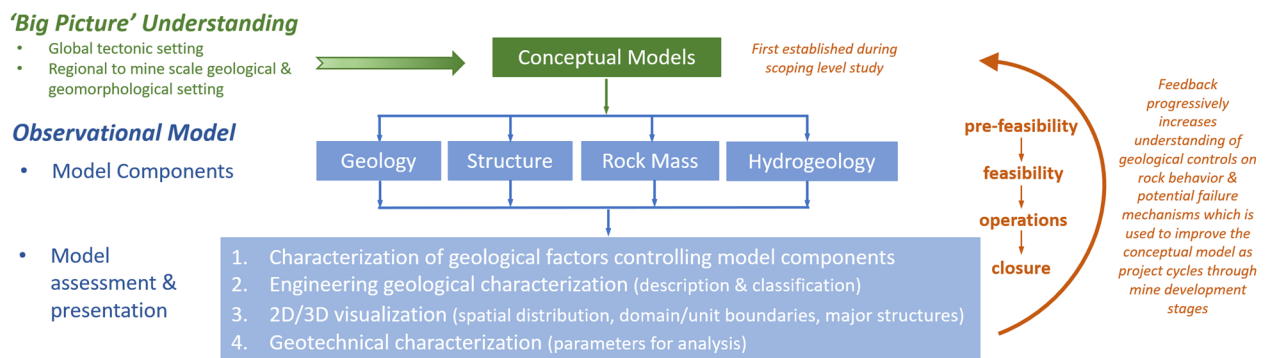 'Big Picture' Understanding
• Global tectonic setting
• Regional to mine scale geological &
geomorphological setting
Conceptual Models
First established during
scoping level study
Observational Model
• Model Components
Geology
Structure
Rock Mass
Hydrogeology
• Model
assessment &
presentation
1. Characterization of geological factors controlling model components
2. Engineering geological characterization (description & classification)
3. 2D/3D visualization (spatial distribution, domain/unit boundaries, major structures)
4. Geotechnical characterization (parameters for analysis)
pre-feasibility
feasibility
operations
closure
Feedback
progressively
increases
understanding of
geological controls on
rock behavior &
potential failure
mechanisms which is
used to improve the
conceptual model as
project cycles through
mine development
stages